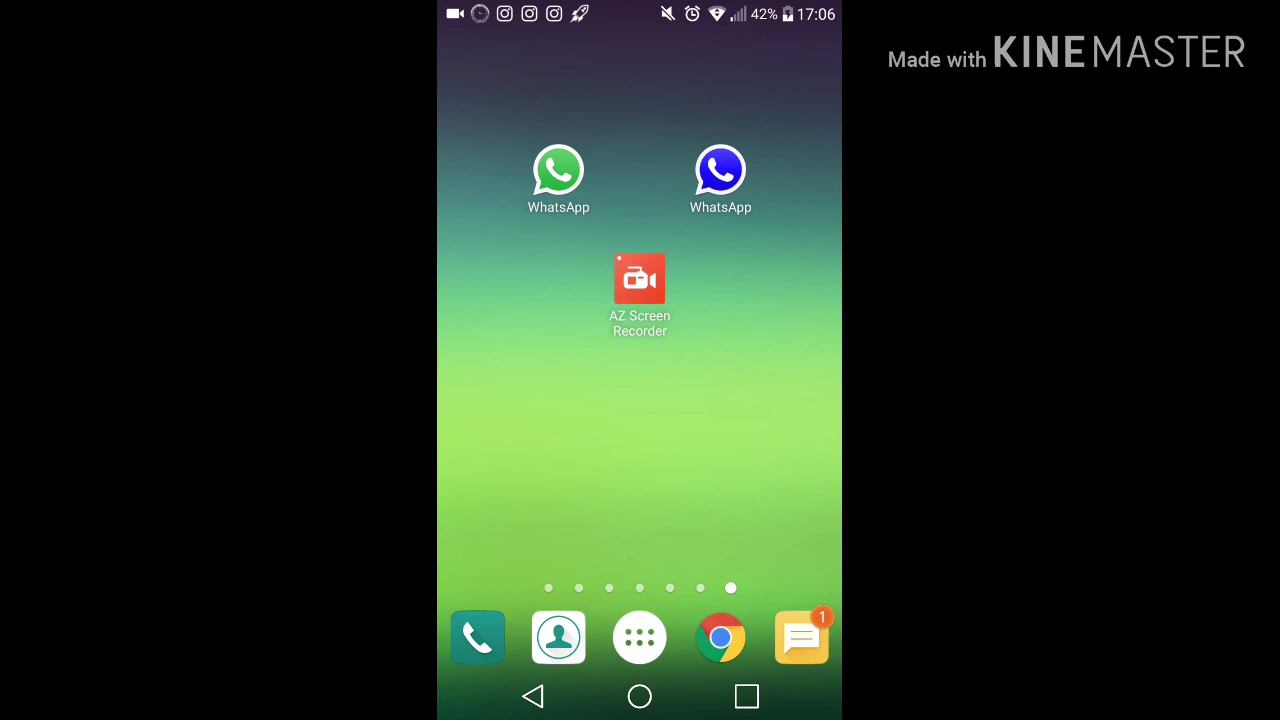 42% 17:06
Made with KINEMASTER
WhatsApp WhatsApp
AZ Screen
Recorder
1